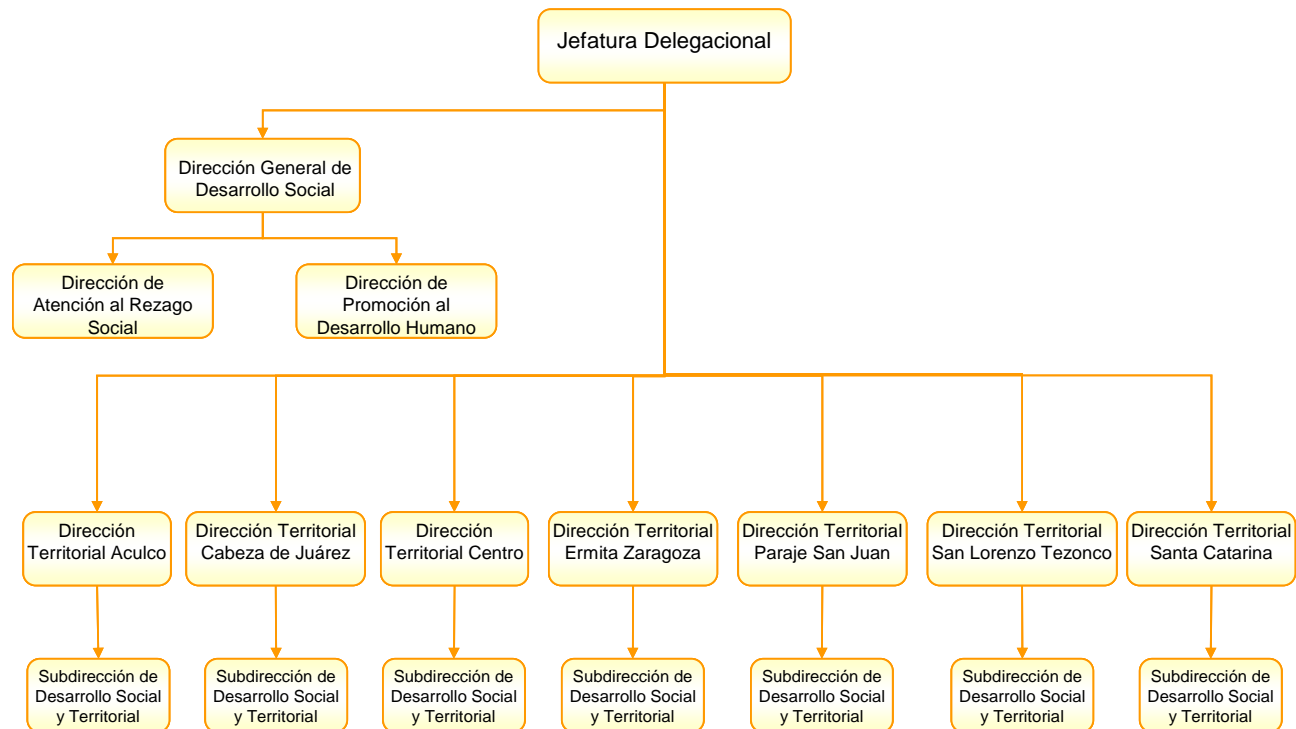 Jefatura Delegacional
Dirección General de
Desarrollo Social
Dirección de
Atención al Rezago
Social
Dirección de
Promoción al
Desarrollo Humano
Dirección
Territorial Aculco
Dirección Territorial
Cabeza de Juárez
Dirección
Territorial Centro
Dirección Territorial
Ermita Zaragoza
Dirección Territorial
Paraje San Juan
Dirección Territorial
San Lorenzo Tezonco
Dirección Territorial
Santa Catarina
Subdirección de
Desarrollo Social
y Territorial
Subdirección de
Desarrollo Social
y Territorial
Subdirección de
Desarrollo Social
y Territorial
Subdirección de
Desarrollo Social
y Territorial
Subdirección de
Desarrollo Social
y Territorial
Subdirección de
Desarrollo Social
y Territorial
Subdirección de
Desarrollo Social
y Territorial